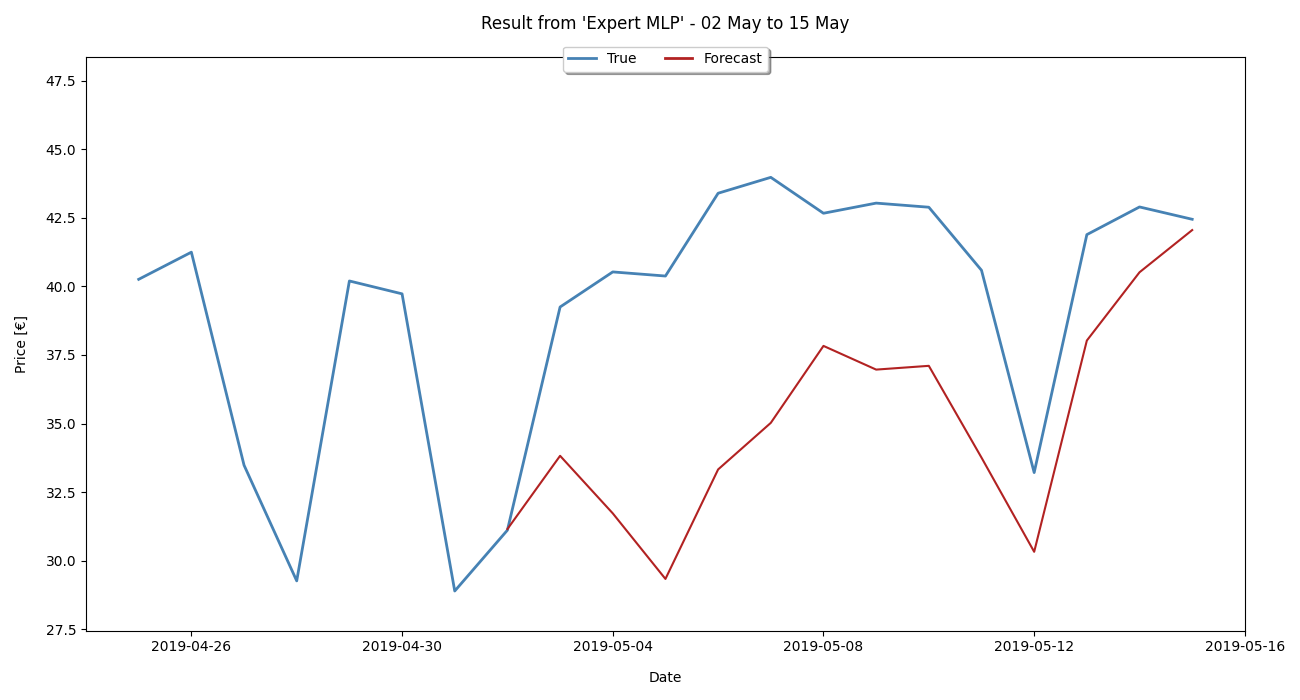 Result from 'Expert MLP' - 02 May to 15 May
True Forecast
47.5
45.0
42.5
40.0
37.5
35.0
32.5
30.0
27.5
Price [€]
2019-04-26 2019-04-30 2019-05-04 2019-05-08 2019-05-12 2019-05-16
Date